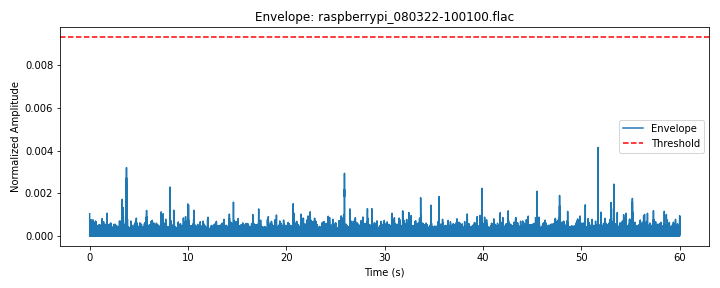 Envelope: raspberrypi_080322-100100.flac
Normalized Amplitude
0.008
0.006
0.004
0.002
0.000
Envelope
Threshold
0 10 20 30 40 50 60
Time (s)